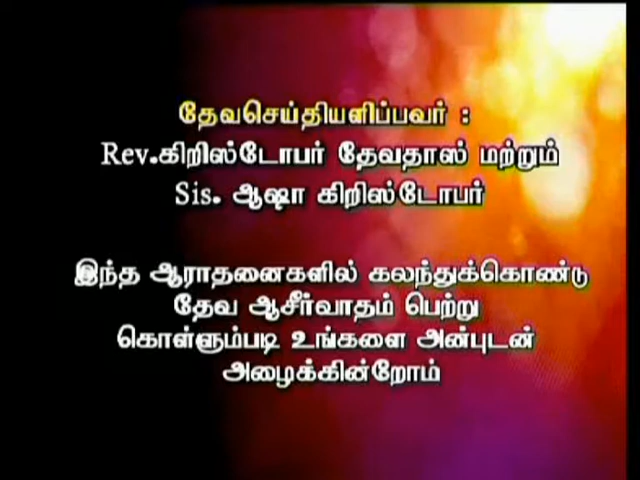 தேவசெய்தியளிப்பவர் :
Rev.கிறிஸ்டோபர் தேவதாஸ் மற்றும்
Sis. ஆஷா கிறிஸ்டோபர்
இந்த ஆராதனைகளில் கலந்துக்கொண்டு
தேவ ஆசீர்வாதம் பெற்று
கொள்ளும்படி உங்களை அன்புடன்
அழைக்கின்றோம்